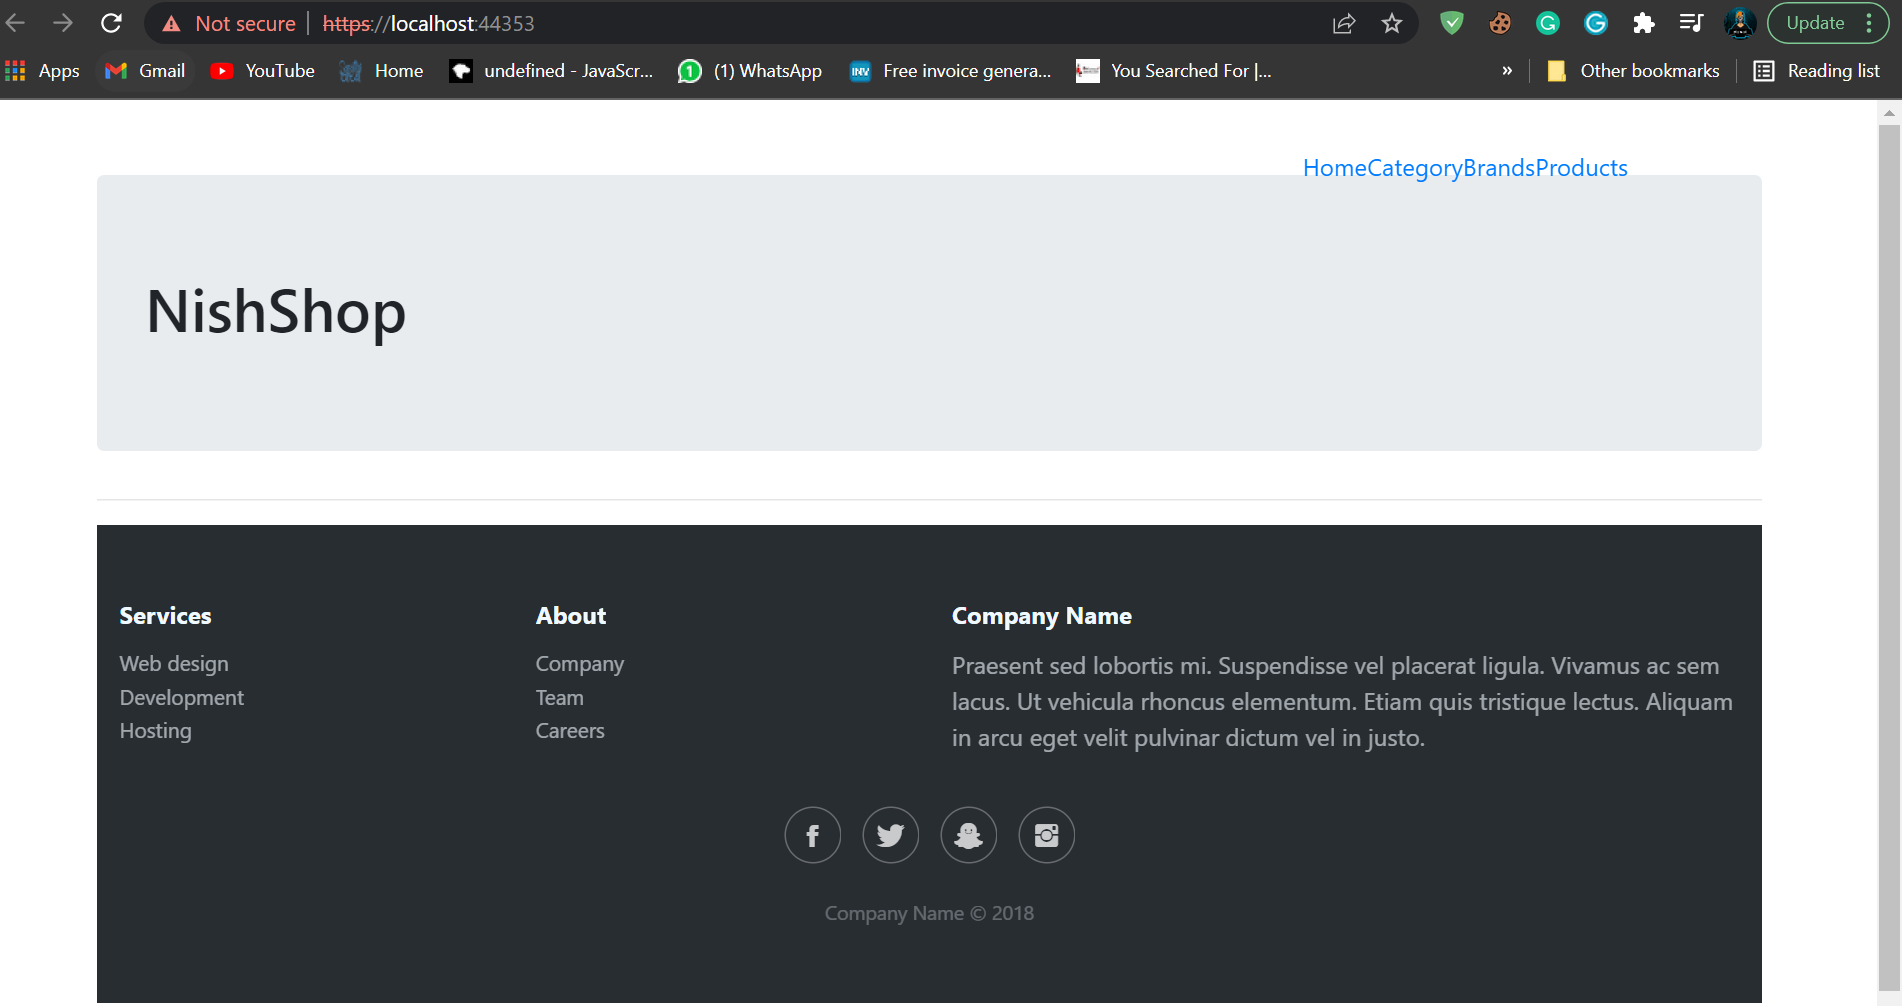 Not secure | https://localhost:44353 Update
Apps Gmail YouTube Home undefined - JavaScr... 1 (1) WhatsApp INV Free invoice genera... You Searched For |... » Other bookmarks Reading list
HomeCategoryBrandsProducts
NishShop
Services About Company Name
Web design Company Praesent sed lobortis mi. Suspendisse vel placerat ligula. Vivamus ac sem
Development Team lacus. Ut vehicula rhoncus elementum. Etiam quis tristique lectus. Aliquam
Hosting Careers in arcu eget velit pulvinar dictum vel in justo.
Company Name © 2018